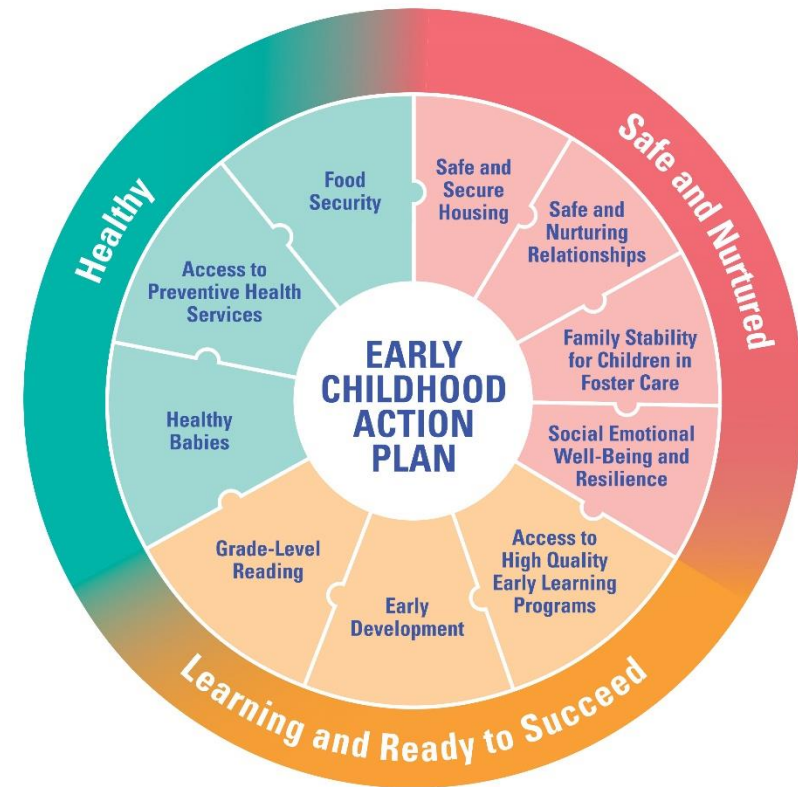 EARLY
CHILDHOOD
ACTION
PLAN
Healthy
Food
Security
Access to
Preventive Health
Services
Healthy
Babies
Safe and Nurtured
Safe and
Secure
Housing
Safe and
Nurturing
Relationships
Family Stability
for Children in
Foster Care
Social Emotional
Well-Being and
Resilience
Learning and Ready to Succeed
Access to
High Quality
Early Learning
Programs
Early
Development
Grade-Level
Reading